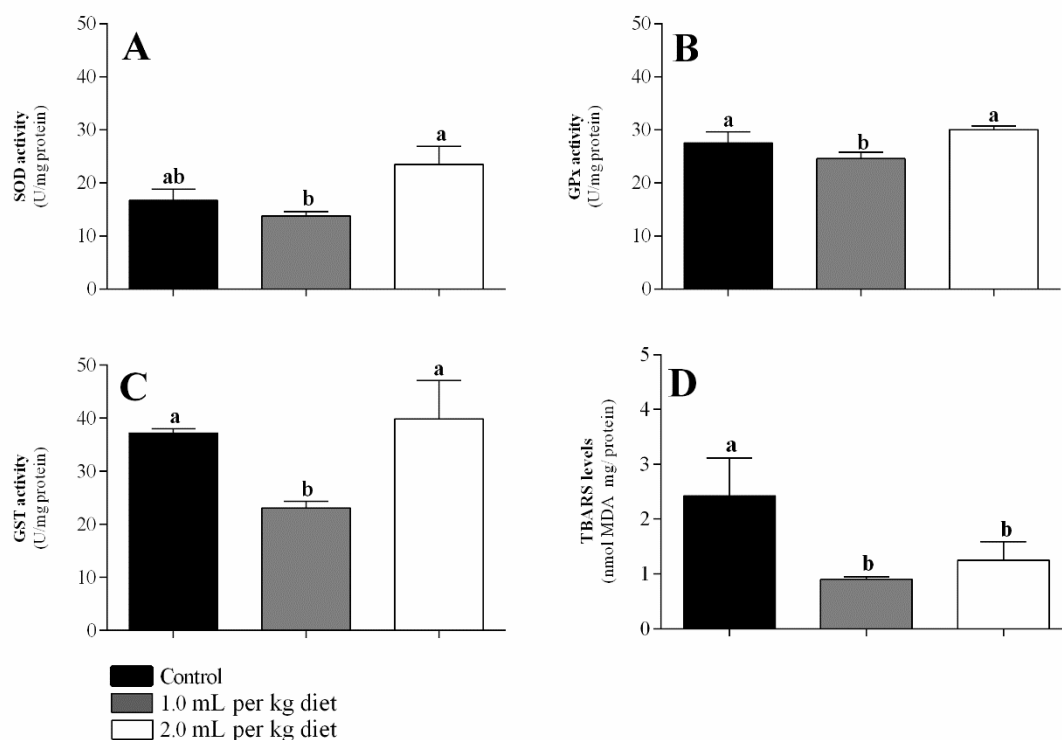 A
50
40
30
20
10
0
SOD activity
(U/mg protein)
ab
b
a
B
50
40
30
20
10
0
GPx activity
(U/mg protein)
a
b
a
C
50
40
30
20
10
0
GST activity
(U/mg protein)
a
b
a
D
5
4
3
2
1
0
TBARS levels
(nmol MDA mg/ protein)
a
b
b
Control
1.0 mL per kg diet
2.0 mL per kg diet